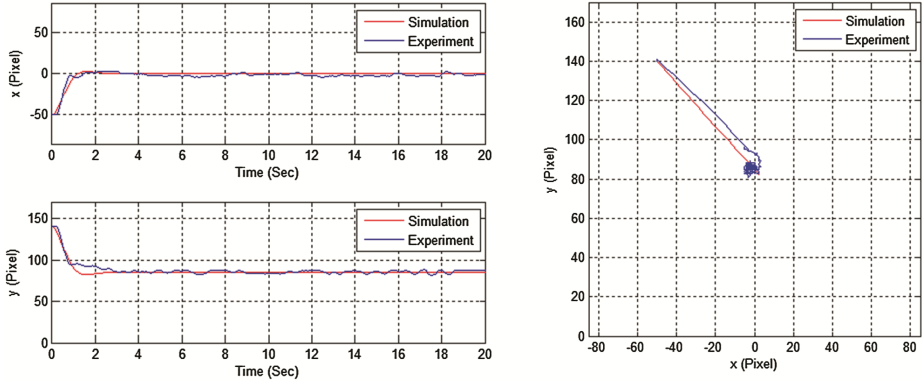 50
0
-50
x (Pixel)
Simulation
Experiment
0 2 4 6 8 10 12 14 16 18 20
Time (Sec)
150
100
50
0
y (Pixel)
Simulation
Experiment
0 2 4 6 8 10 12 14 16 18 20
Time (Sec)
160
140
120
100
80
60
40
20
0
y (Pixel)
Simulation
Experiment
-80 -60 -40 -20 0 20 40 60 80
x (Pixel)